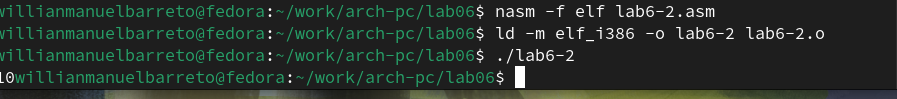 willianmanuelbarreto@fedora:~/work/arch-pc/lab06$ nasm -f elf lab6-2.asm
willianmanuelbarreto@fedora:~/work/arch-pc/lab06$ ld -m elf_i386 -o lab6-2 lab6-2.o
willianmanuelbarreto@fedora:~/work/arch-pc/lab06$ ./lab6-2
10willianmanuelbarreto@fedora:~/work/arch-pc/lab06$